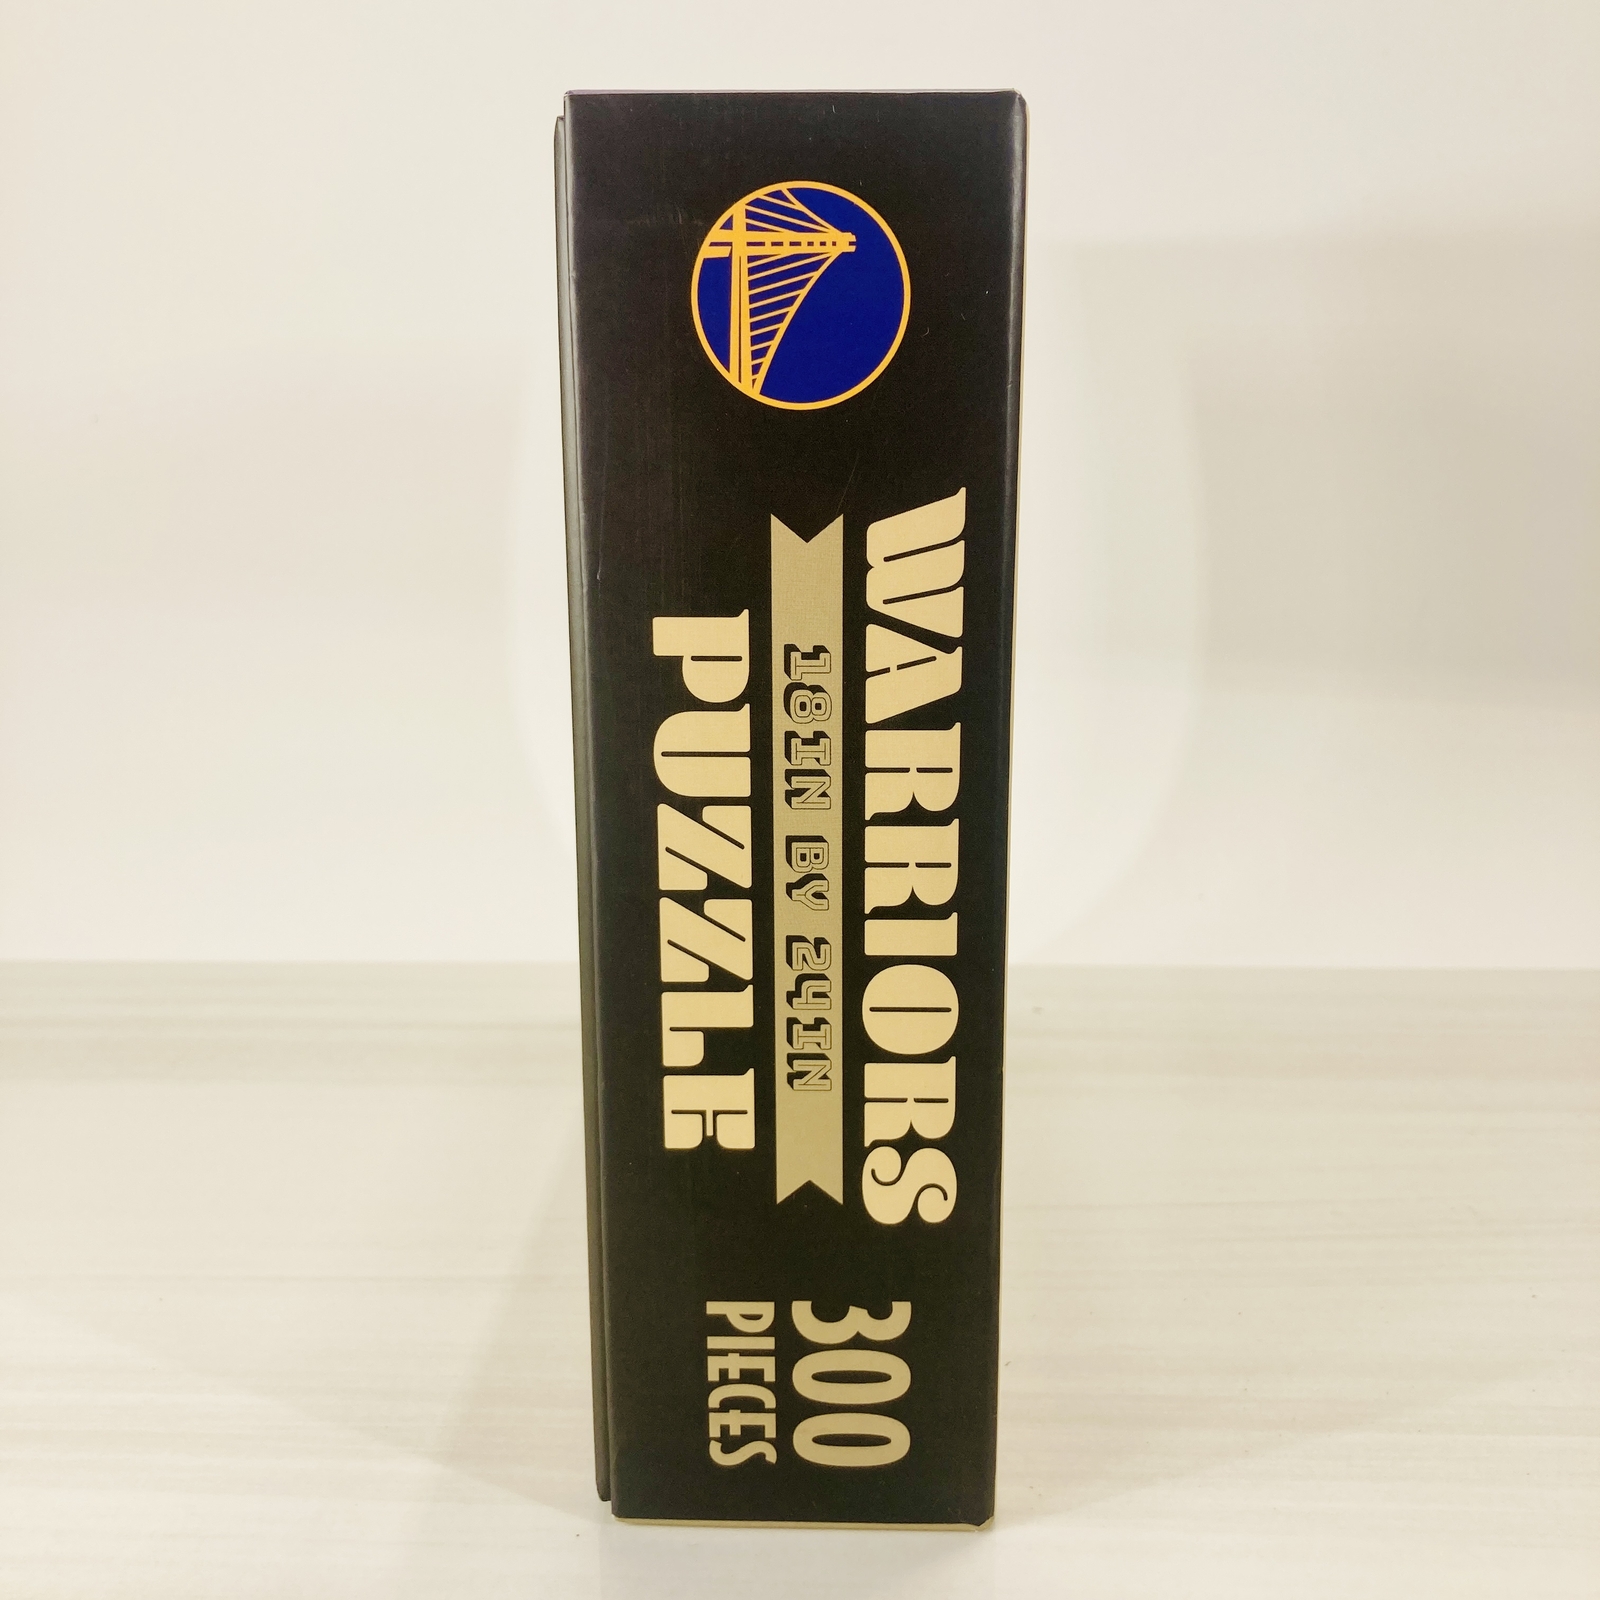 WARRIORS
18IN BY 24IN
PUZZLE
300
PIECES